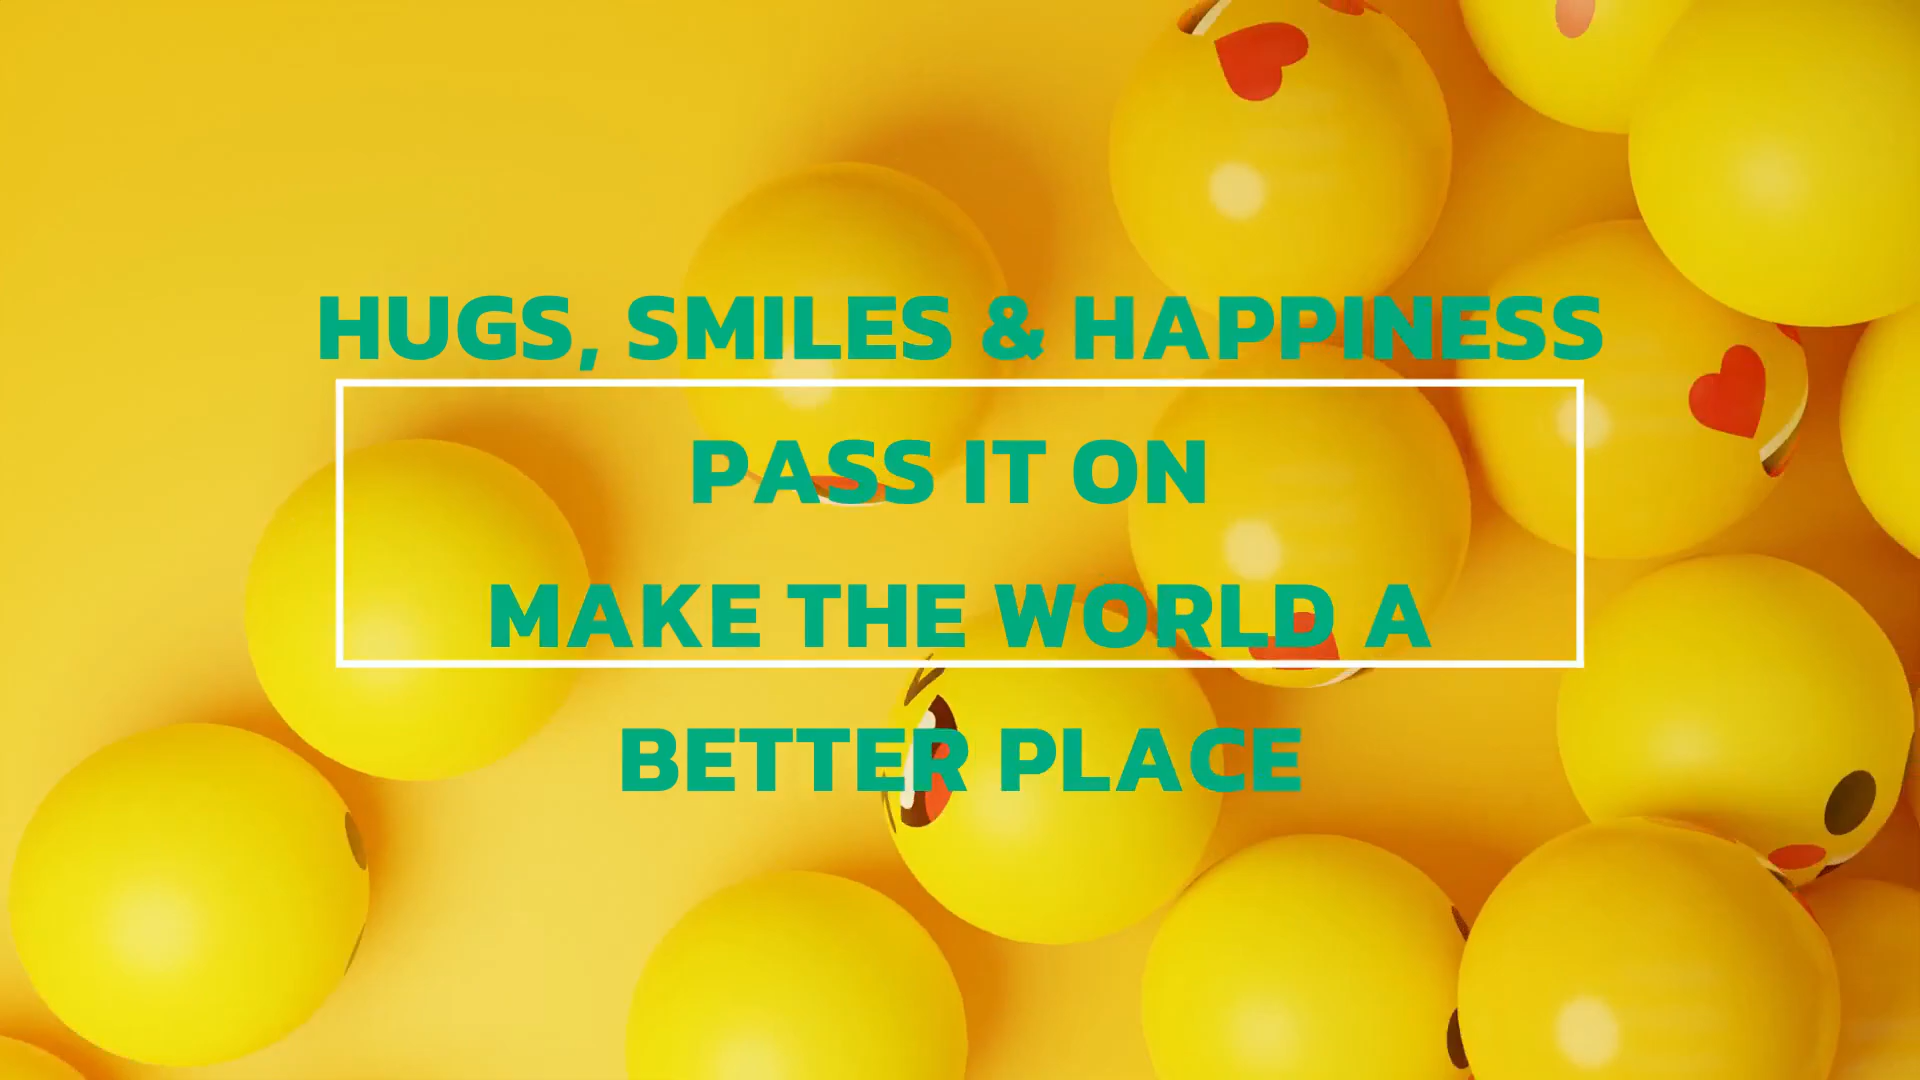 HUGS, SMILES & HAPPINESS
PASS IT ON
MAKE THE WORLD A
BETTER PLACE